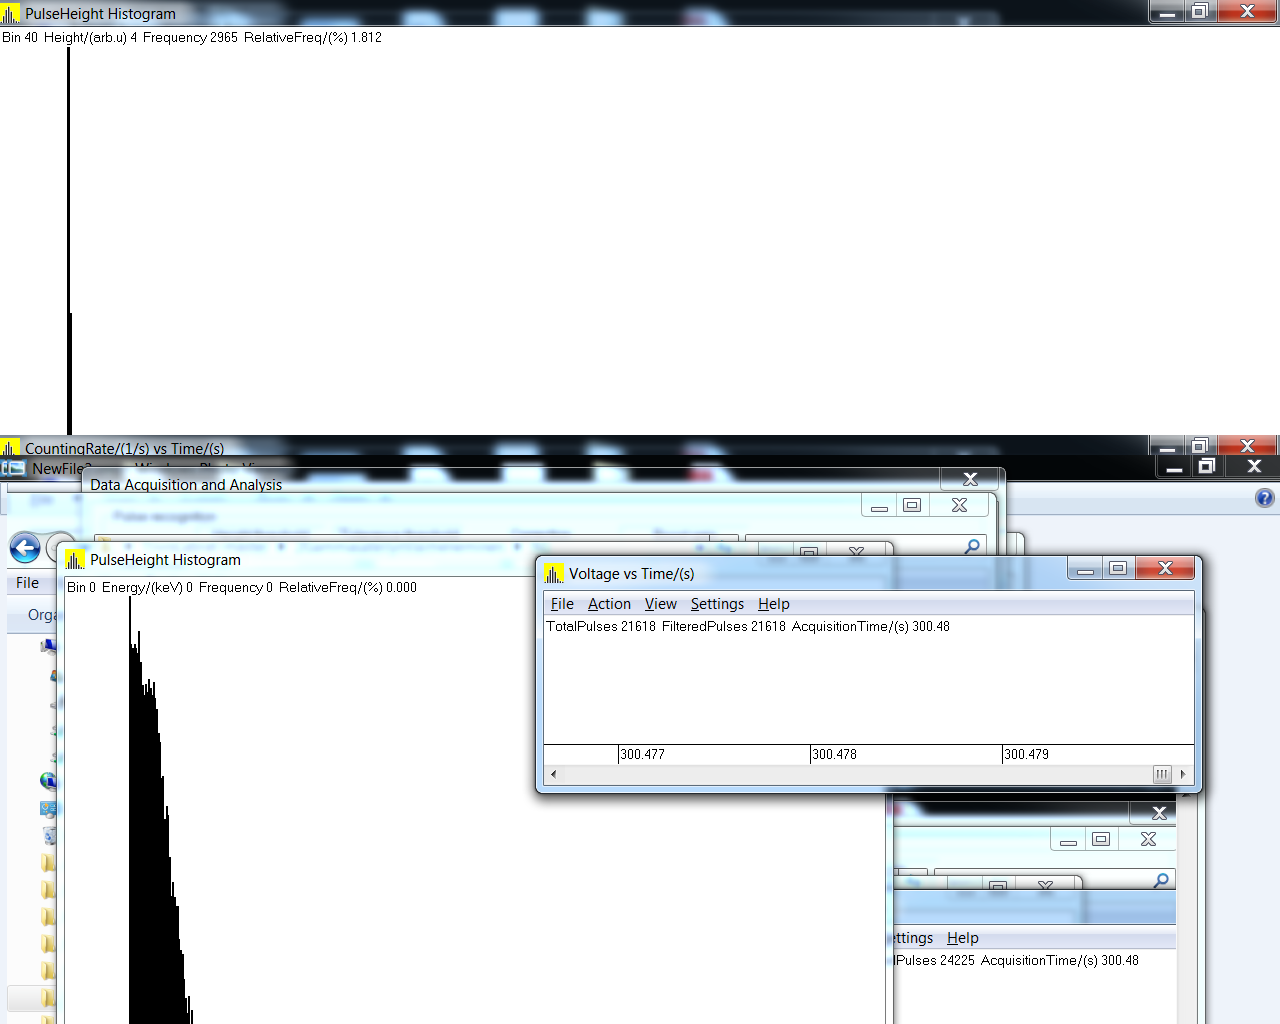 PulseHeight Histogram
Bin 40 Height/(arb.u) 4 Frequency 2965 RelativeFreq/(%) 1.812
CountingRate/(1/s) vs Time/(s)
Data Acquisition and Analysis
PulseHeight Histogram
Bin 0 Energy/(keV) 0 Frequency 0 RelativeFreq/(%) 0.000
Voltage vs Time/(s)
File Action View Settings Help
TotalPulses 21618 FilteredPulses 21618 AcquisitionTime/(s) 300.48
300.477 300.478 300.479
File
Orga
ettings Help
Pulses 24225 AcquisitionTime/(s) 300.48